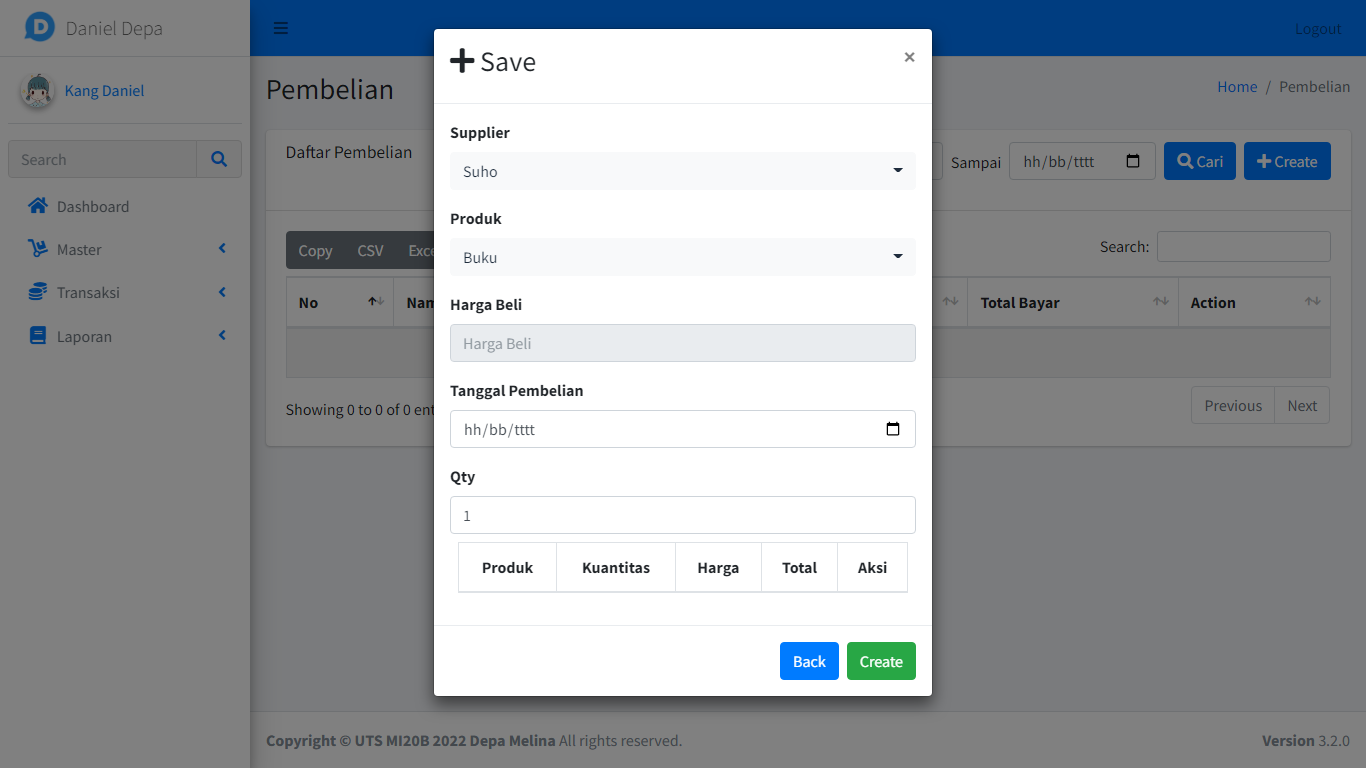 Daniel Depa
Logout
Kang Daniel
Search
Dashboard
Master
Transaksi
Laporan
Pembelian
Home / Pembelian
Daftar Pembelian
Sampai hh/bb/tttt Cari Create
Copy CSV Exce
Search:
No Nam Total Bayar Action
Showing 0 to 0 of 0 ent
Previous Next
Save ×
Supplier
Suho
Produk
Buku
Harga Beli
Harga Beli
Tanggal Pembelian
hh/bb/tttt
Qty
1
Produk Kuantitas Harga Total Aksi
Back Create
Copyright © UTS MI20B 2022 Depa Melina All rights reserved.
Version 3.2.0